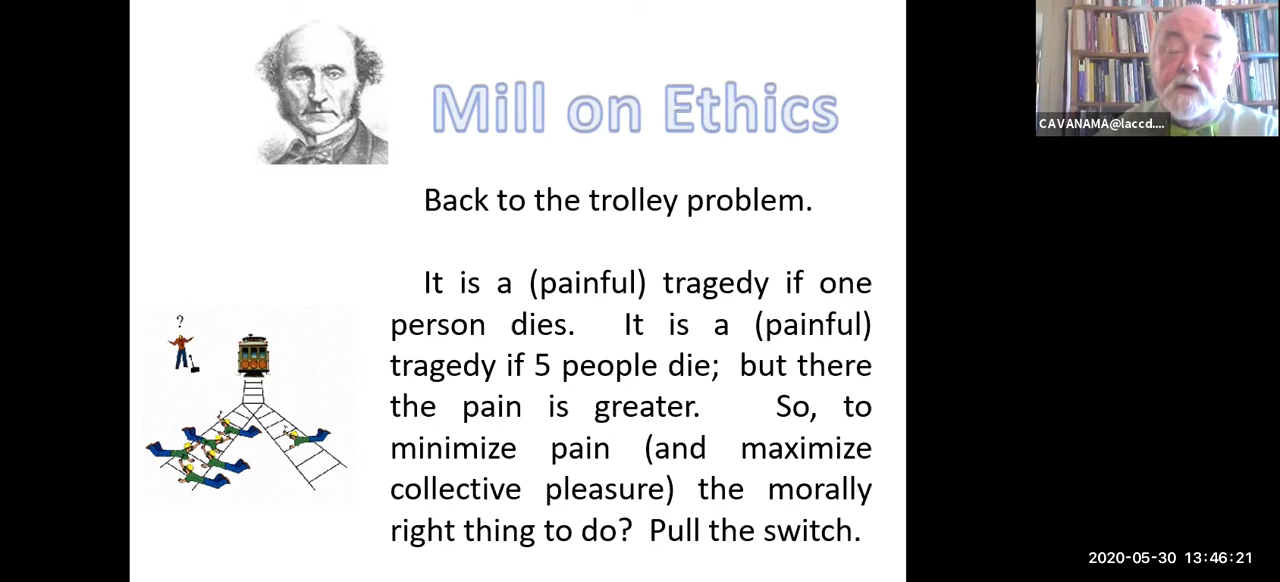 Mill on Ethics
CAVANAMA@laccd....
Back to the trolley problem.
It is a (painful) tragedy if one
person dies. It is a (painful)
tragedy if 5 people die; but there
the pain is greater. So, to
minimize pain (and maximize
collective pleasure) the morally
right thing to do? Pull the switch.
?
2020-05-30 13:46:21